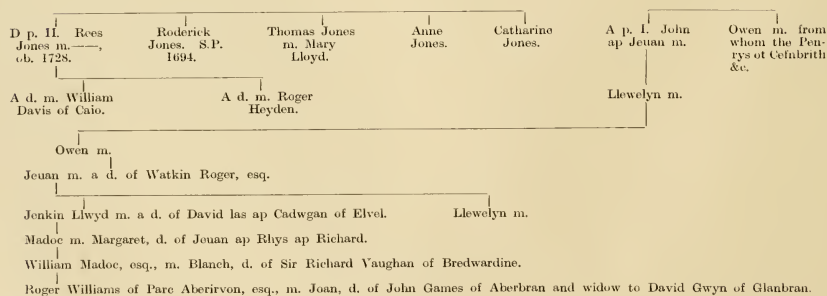 D p. II. Rees Jones m.——, ob. 1728.
Roderick Jones. S.P. 1694.
Thomas Jones m. Mary Lloyd.
Anne Jones.
Catharine Jones.
A p. I. John ap Jeuan m.
Owen m. from whom the Penrys of Cefnbrith &c.
A d. m. William Davis of Caio.
A d. m. Roger Heyden.
Llewelyn m.
Owen m.
Jeuan m. a d. of Watkin Roger, esq.
Jenkin Llwyd m. a d. of David las ap Cadwgan of Elvel.
Llewelyn m.
Madoc m. Margaret, d. of Jeuan ap Rhys ap Richard.
William Madoc, esq., m. Blanch, d. of Sir Richard Vaughan of Bredwardine.
Roger Williams of Parc Aberirvon, esq., m. Joan, d. of John Games of Aberbran and widow to David Gwyn of Glanbran.